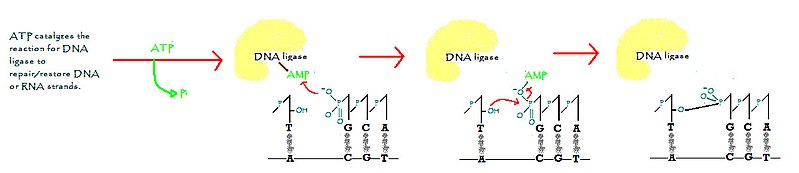 ATP catalyzes the
reaction for DNA
ligase to
repair/restore DNA
or RNA strands.
ATP
Pi
DNA ligase
AMP
-O
P
O
O
P OH P P P
T G C A
A C G T
DNA ligase
AMP
-O
P
O
O
P OH P P P
T G C A
A C G T
DNA ligase
-O
O
P
P O P P
T G C A
A C G T